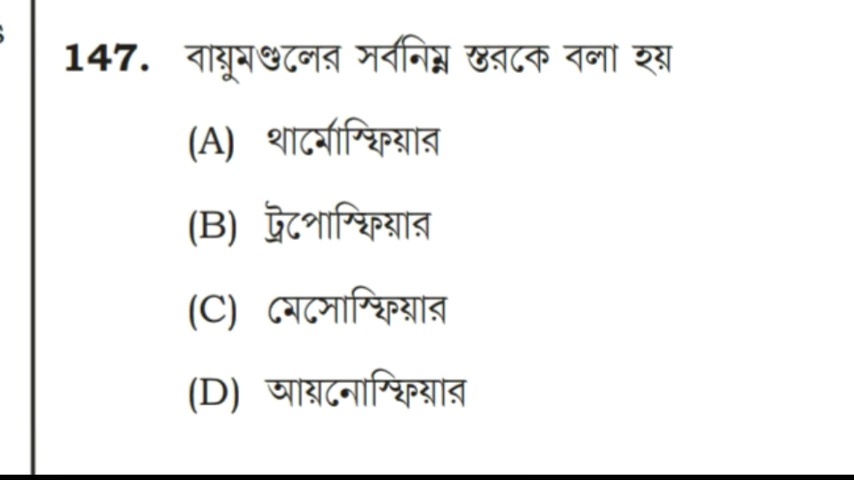 147. বায়ুমণ্ডলের সর্বনিম্ন স্তরকে বলা হয়
(A) থার্মোস্ফিয়ার
(B) ট্রপোস্ফিয়ার
(C) মেসোস্ফিয়ার
(D) আয়নোস্ফিয়ার